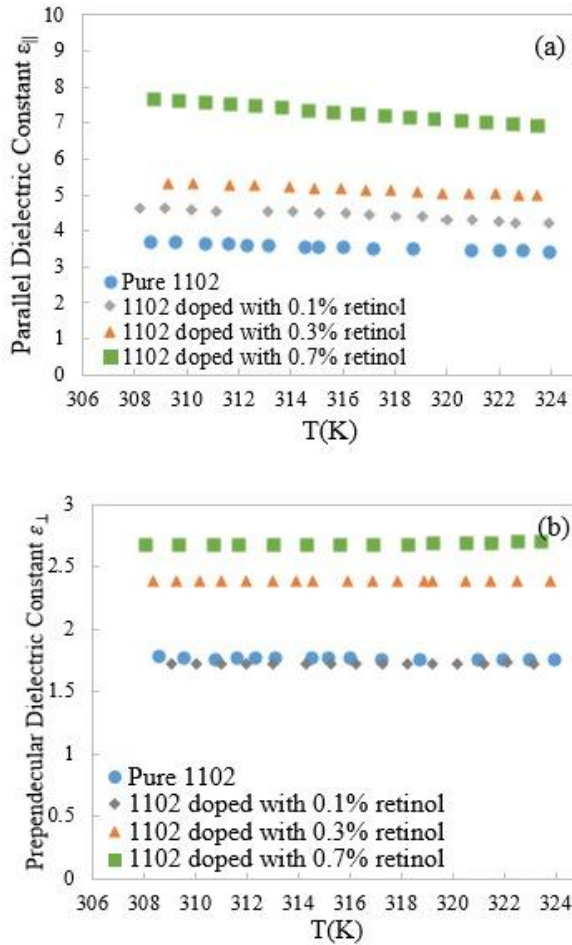 10
(a)
9
8
7
6
5
4
3
2
1
0
Parallel Dielectric Constant ε||
Pure 1102
1102 doped with 0.1% retinol
1102 doped with 0.3% retinol
1102 doped with 0.7% retinol
306 308 310 312 314 316 318 320 322 324
T(K)
3
(b)
2.5
2
1.5
1
0.5
0
Prependecular Dielectric Constant ε⊥
Pure 1102
1102 doped with 0.1% retinol
1102 doped with 0.3% retinol
1102 doped with 0.7% retinol
306 308 310 312 314 316 318 320 322 324
T(K)